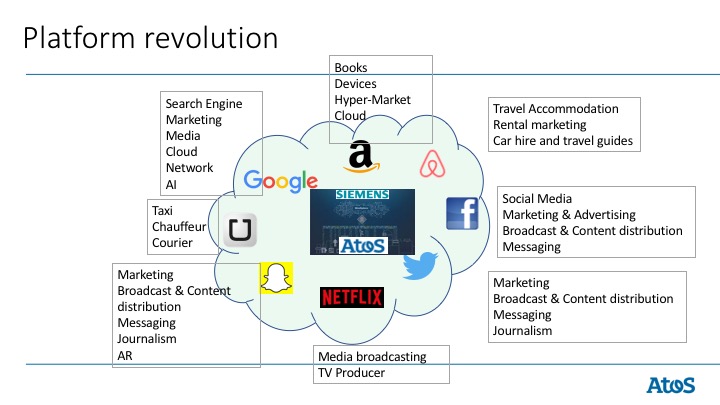 Platform revolution
Books
Devices
Hyper-Market
Cloud
Search Engine
Marketing
Media
Cloud
Network
AI
Travel Accommodation
Rental marketing
Car hire and travel guides
a
Google
SIEMENS
Taxi
Chauffeur
Courier
U
f
Social Media
Marketing & Advertising
Broadcast & Content distribution
Messaging
Atos
Marketing
Broadcast & Content
distribution
Messaging
Journalism
AR
NETFLIX
Marketing
Broadcast & Content distribution
Messaging
Journalism
Media broadcasting
TV Producer
Atos